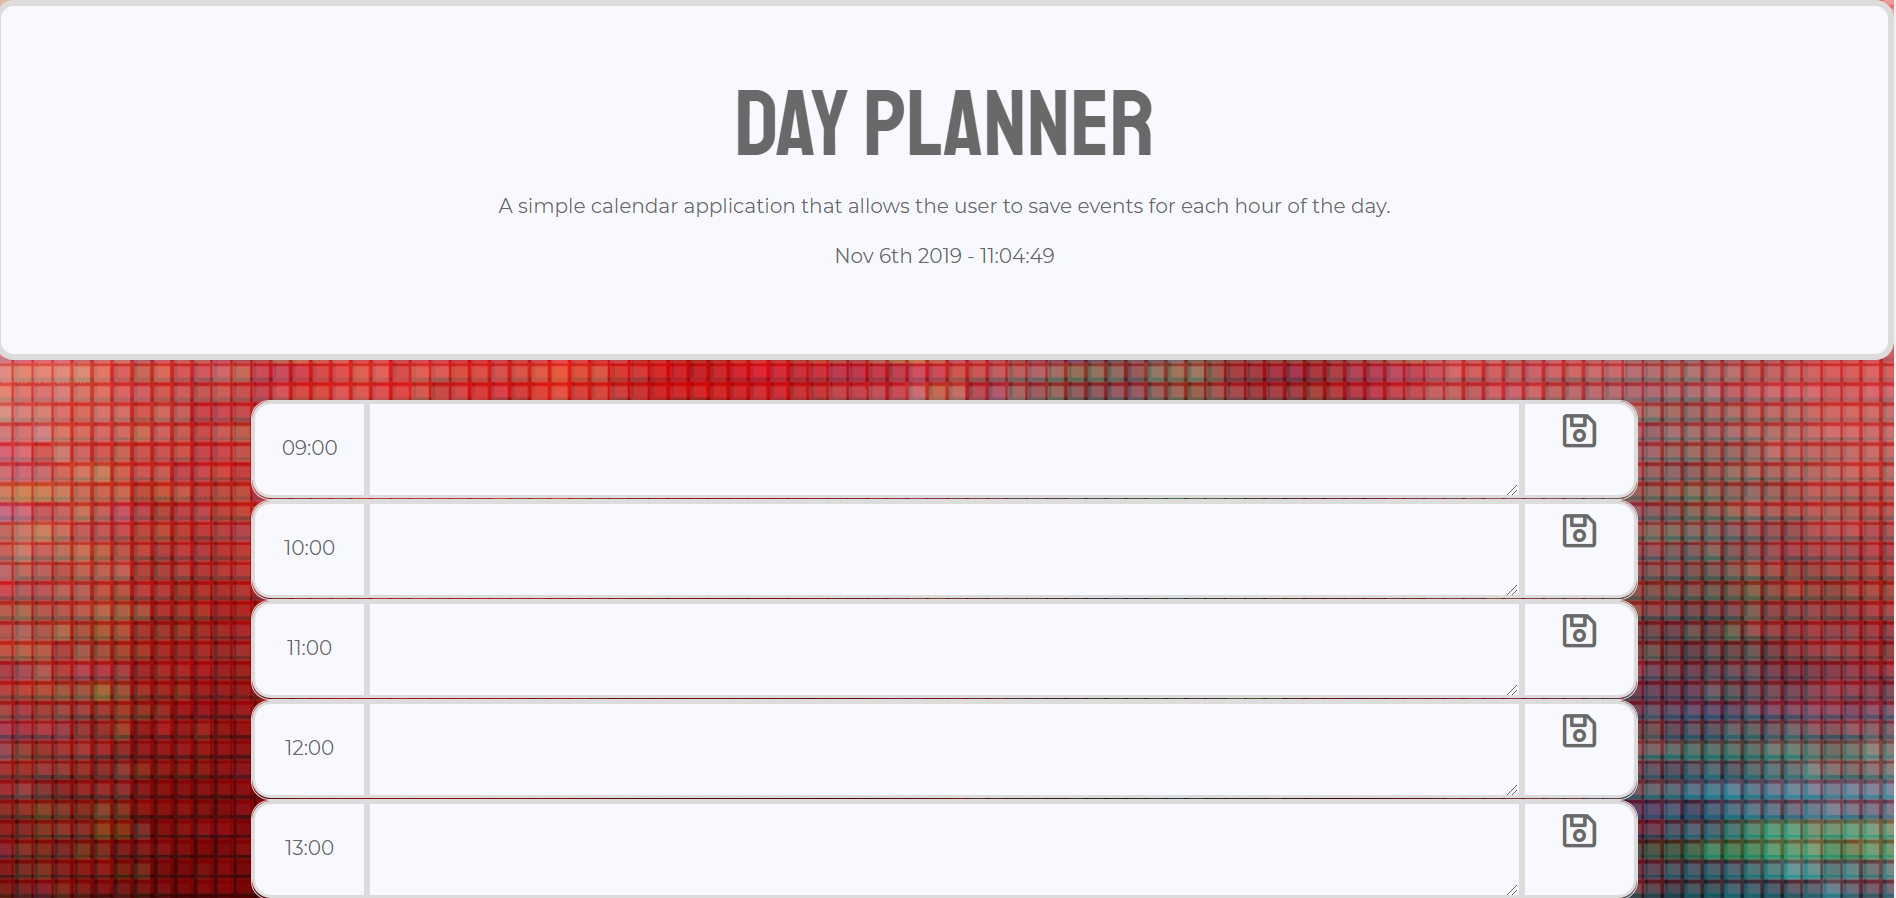 DAY PLANNER
A simple calendar application that allows the user to save events for each hour of the day.
Nov 6th 2019 - 11:04:49
09:00
10:00
11:00
12:00
13:00